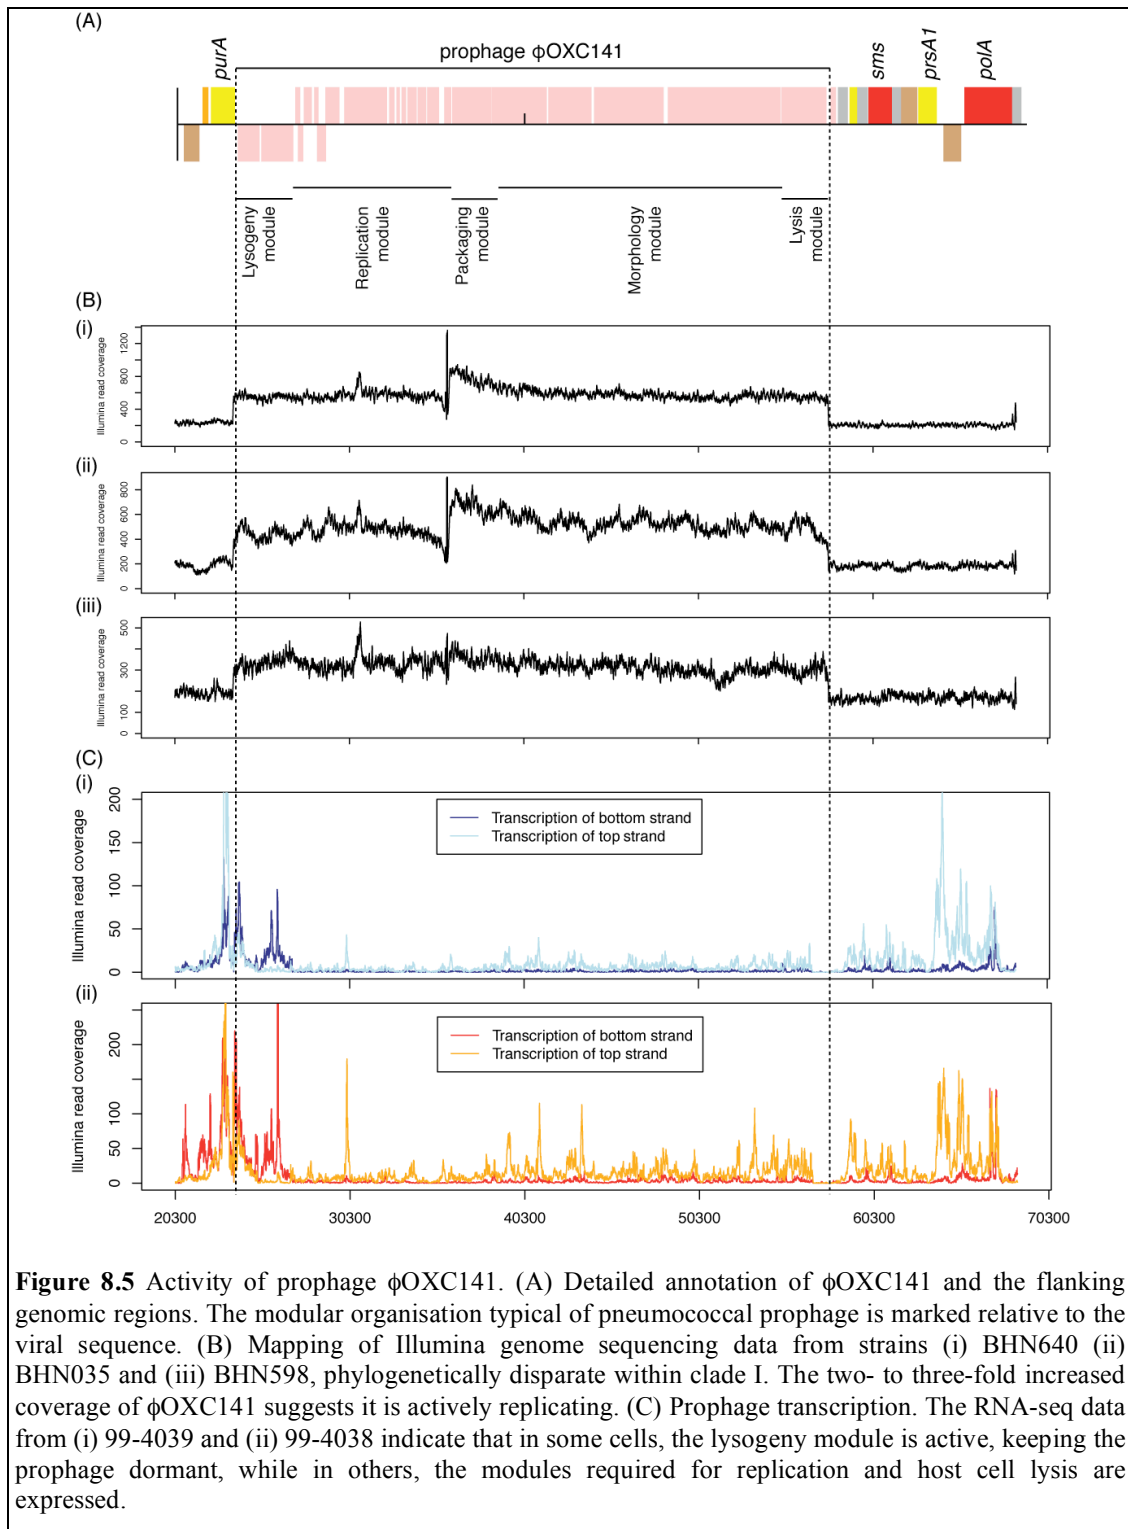 (A)
prophage ϕOXC141
purA
sms
prsA1
polA
Lysogeny
module
Replication
module
Packaging
module
Morphology
module
Lysis
module
(B)
(i)
Illumina read coverage
0
400
800
1200
(ii)
Illumina read coverage
0
200
400
600
800
(iii)
Illumina read coverage
0
100
300
500
(C)
(i)
Illumina read coverage
200
150
100
50
0
Transcription of bottom strand
Transcription of top strand
(ii)
Illumina read coverage
200
100
50
0
Transcription of bottom strand
Transcription of top strand
20300
30300
40300
50300
60300
70300
Figure 8.5 Activity of prophage ϕOXC141. (A) Detailed annotation of ϕOXC141 and the flanking
genomic regions. The modular organisation typical of pneumococcal prophage is marked relative to the
viral sequence. (B) Mapping of Illumina genome sequencing data from strains (i) BHN640 (ii)
BHN035 and (iii) BHN598, phylogenetically disparate within clade I. The two- to three-fold increased
coverage of ϕOXC141 suggests it is actively replicating. (C) Prophage transcription. The RNA-seq data
from (i) 99-4039 and (ii) 99-4038 indicate that in some cells, the lysogeny module is active, keeping the
prophage dormant, while in others, the modules required for replication and host cell lysis are
expressed.